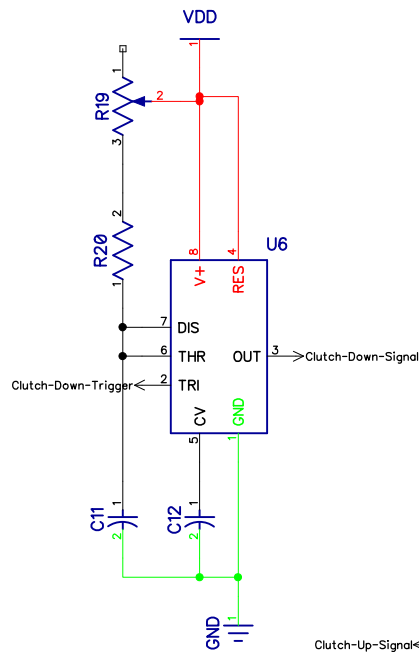 VDD
1
1
R19
2
3
2
R20
1
8
4
U6
V+
RES
7
DIS
6
THR
OUT
3
Clutch-Down-Signal
Clutch-Down-Trigger
2
TRI
CV
GND
5
1
1
C11
2
1
C12
2
GND
1
Clutch-Up-Signal